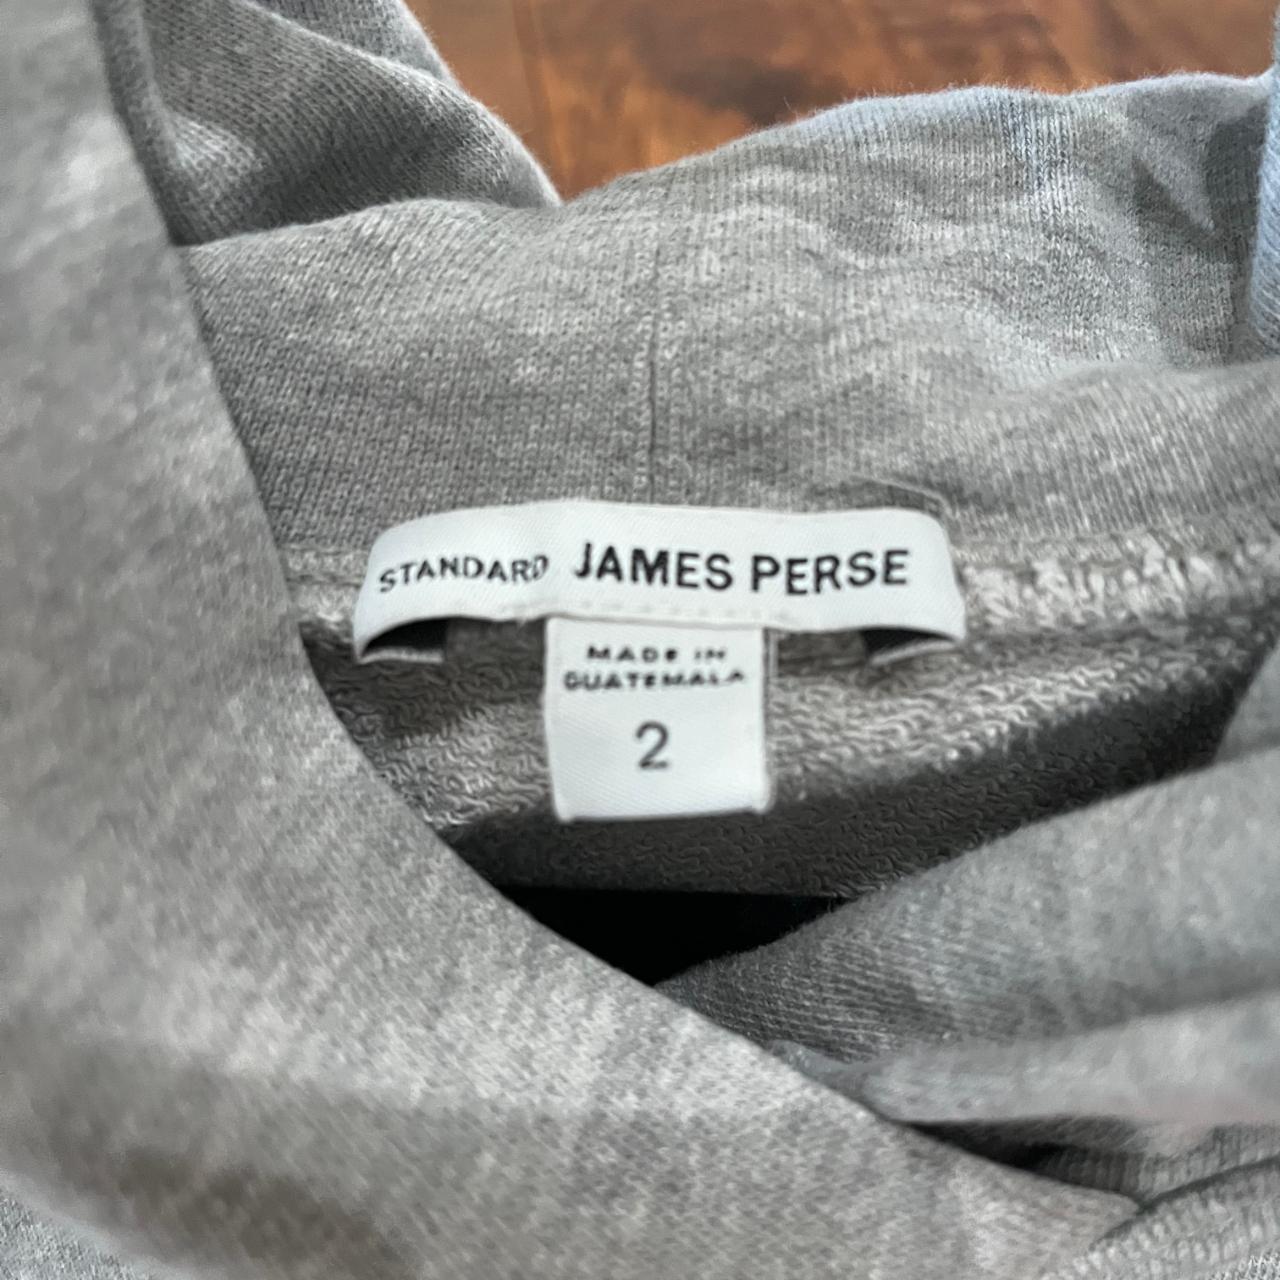 STANDARD JAMES PERSE
MADE IN
GUATEMALA
2